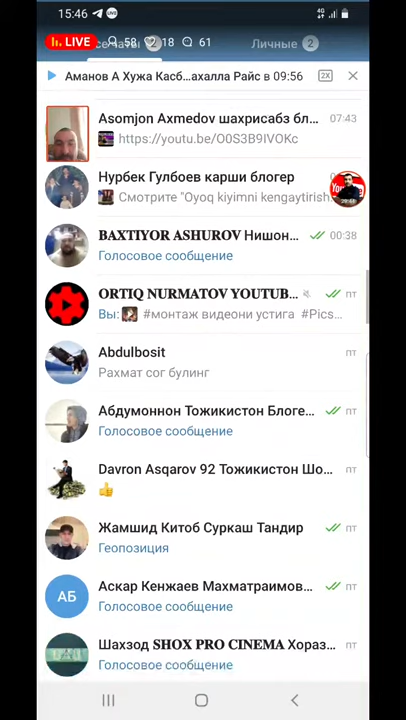 15:46
4G
LIVE 58 218 61
Личные 2
Аманов А Хужа Касб...ахалла Райс в 09:56 2X
Asomjon Axmedov шахрисабз бл... 07:43
https://youtu.be/O0S3B9IVOKc
Нурбек Гулбоев карши блогер
Смотрите "Oyoq kiyimni kengaytirish
BAXTIYOR ASHUROV Нишон... 00:38
Голосовое сообщение
ORTIQ NURMATOV YOUTUB... пт
Вы: #монтаж видеони устига #Pics...
Abdulbosit пт
Рахмат сог булинг
Абдумоннон Тожикистон Блоге... пт
Голосовое сообщение
Davron Asqarov 92 Тожикистон Шо... пт
Жамшид Китоб Суркаш Тандир пт
Геопозиция
АБ
Аскар Кенжаев Махматраимов... пт
Голосовое сообщение
Шахзод SHOX PRO CINEMA Хораз... пт
Голосовое сообщение